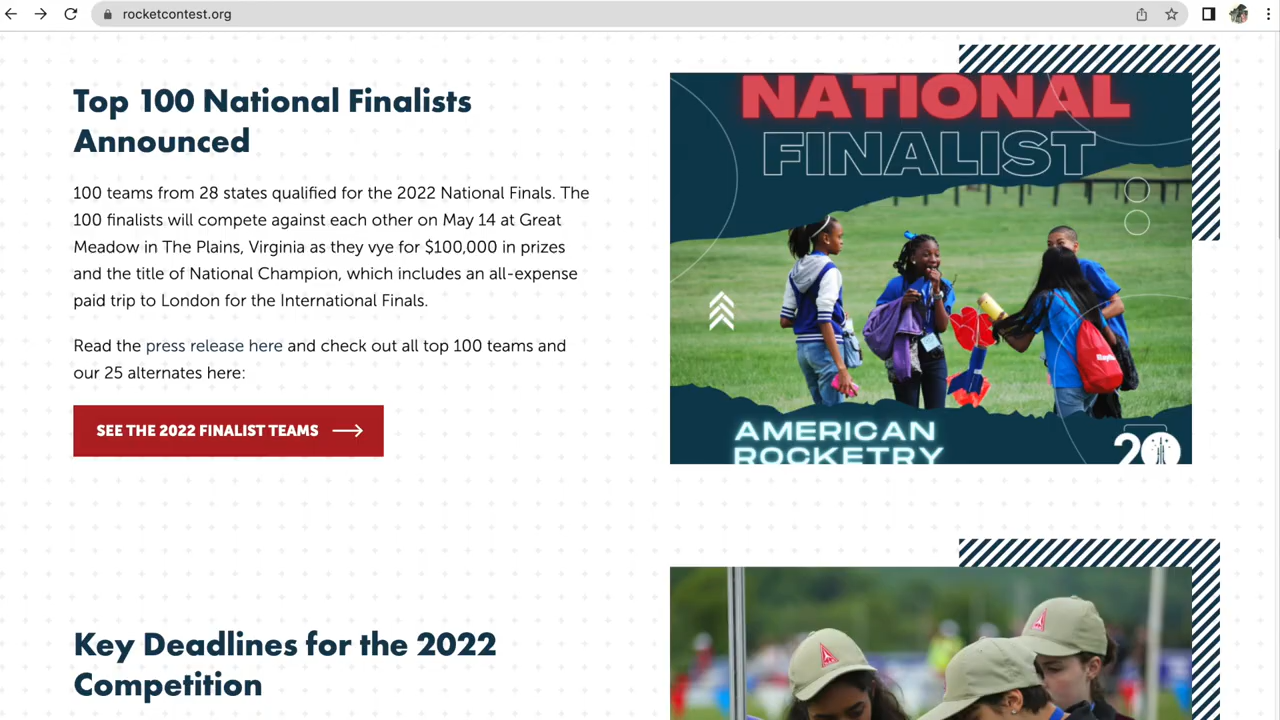 rocketcontest.org
Top 100 National Finalists
Announced
100 teams from 28 states qualified for the 2022 National Finals. The
100 finalists will compete against each other on May 14 at Great
Meadow in The Plains, Virginia as they vye for $100,000 in prizes
and the title of National Champion, which includes an all-expense
paid trip to London for the International Finals.
Read the press release here and check out all top 100 teams and
our 25 alternates here:
SEE THE 2022 FINALIST TEAMS
NATIONAL
FINALIST
AMERICAN
ROCKETRY
20
Key Deadlines for the 2022
Competition